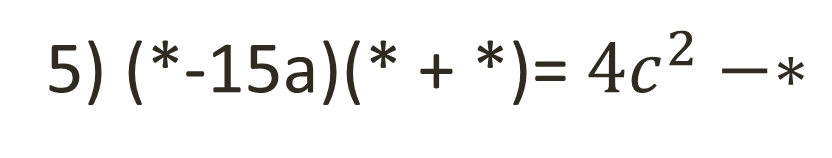 5) (*-15a)(* + *)= 4c² −*